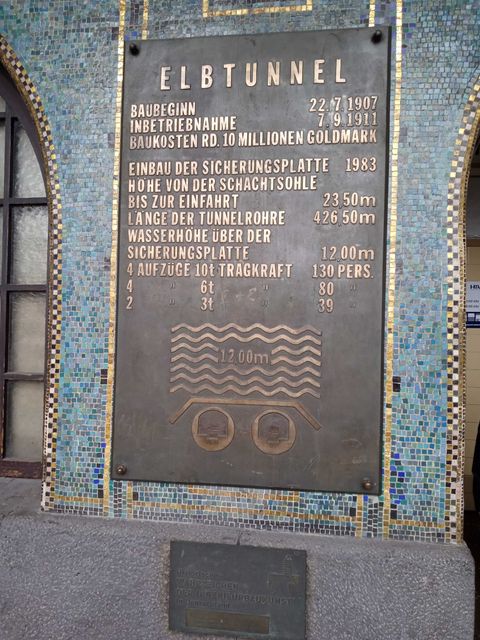 ELBTUNNEL
BAUBEGINN 22.7.1907
INBETRIEBNAHME 7.9.1911
BAUKOSTEN RD. 10 MILLIONEN GOLDMARK
EINBAU DER SICHERUNGSPLATTE 1983
HÖHE VON DER SCHACHTSOHLE
BIS ZUR EINFAHRT 23,50m
LÄNGE DER TUNNELROHRE 426,50m
WASSERHÖHE ÜBER DER
SICHERUNGSPLATTE 12,00m
4 AUFZÜGE 10t TRAGKRAFT 130 PERS.
4 " 6t " 80 "
2 " 3t " 39 "
12,00m